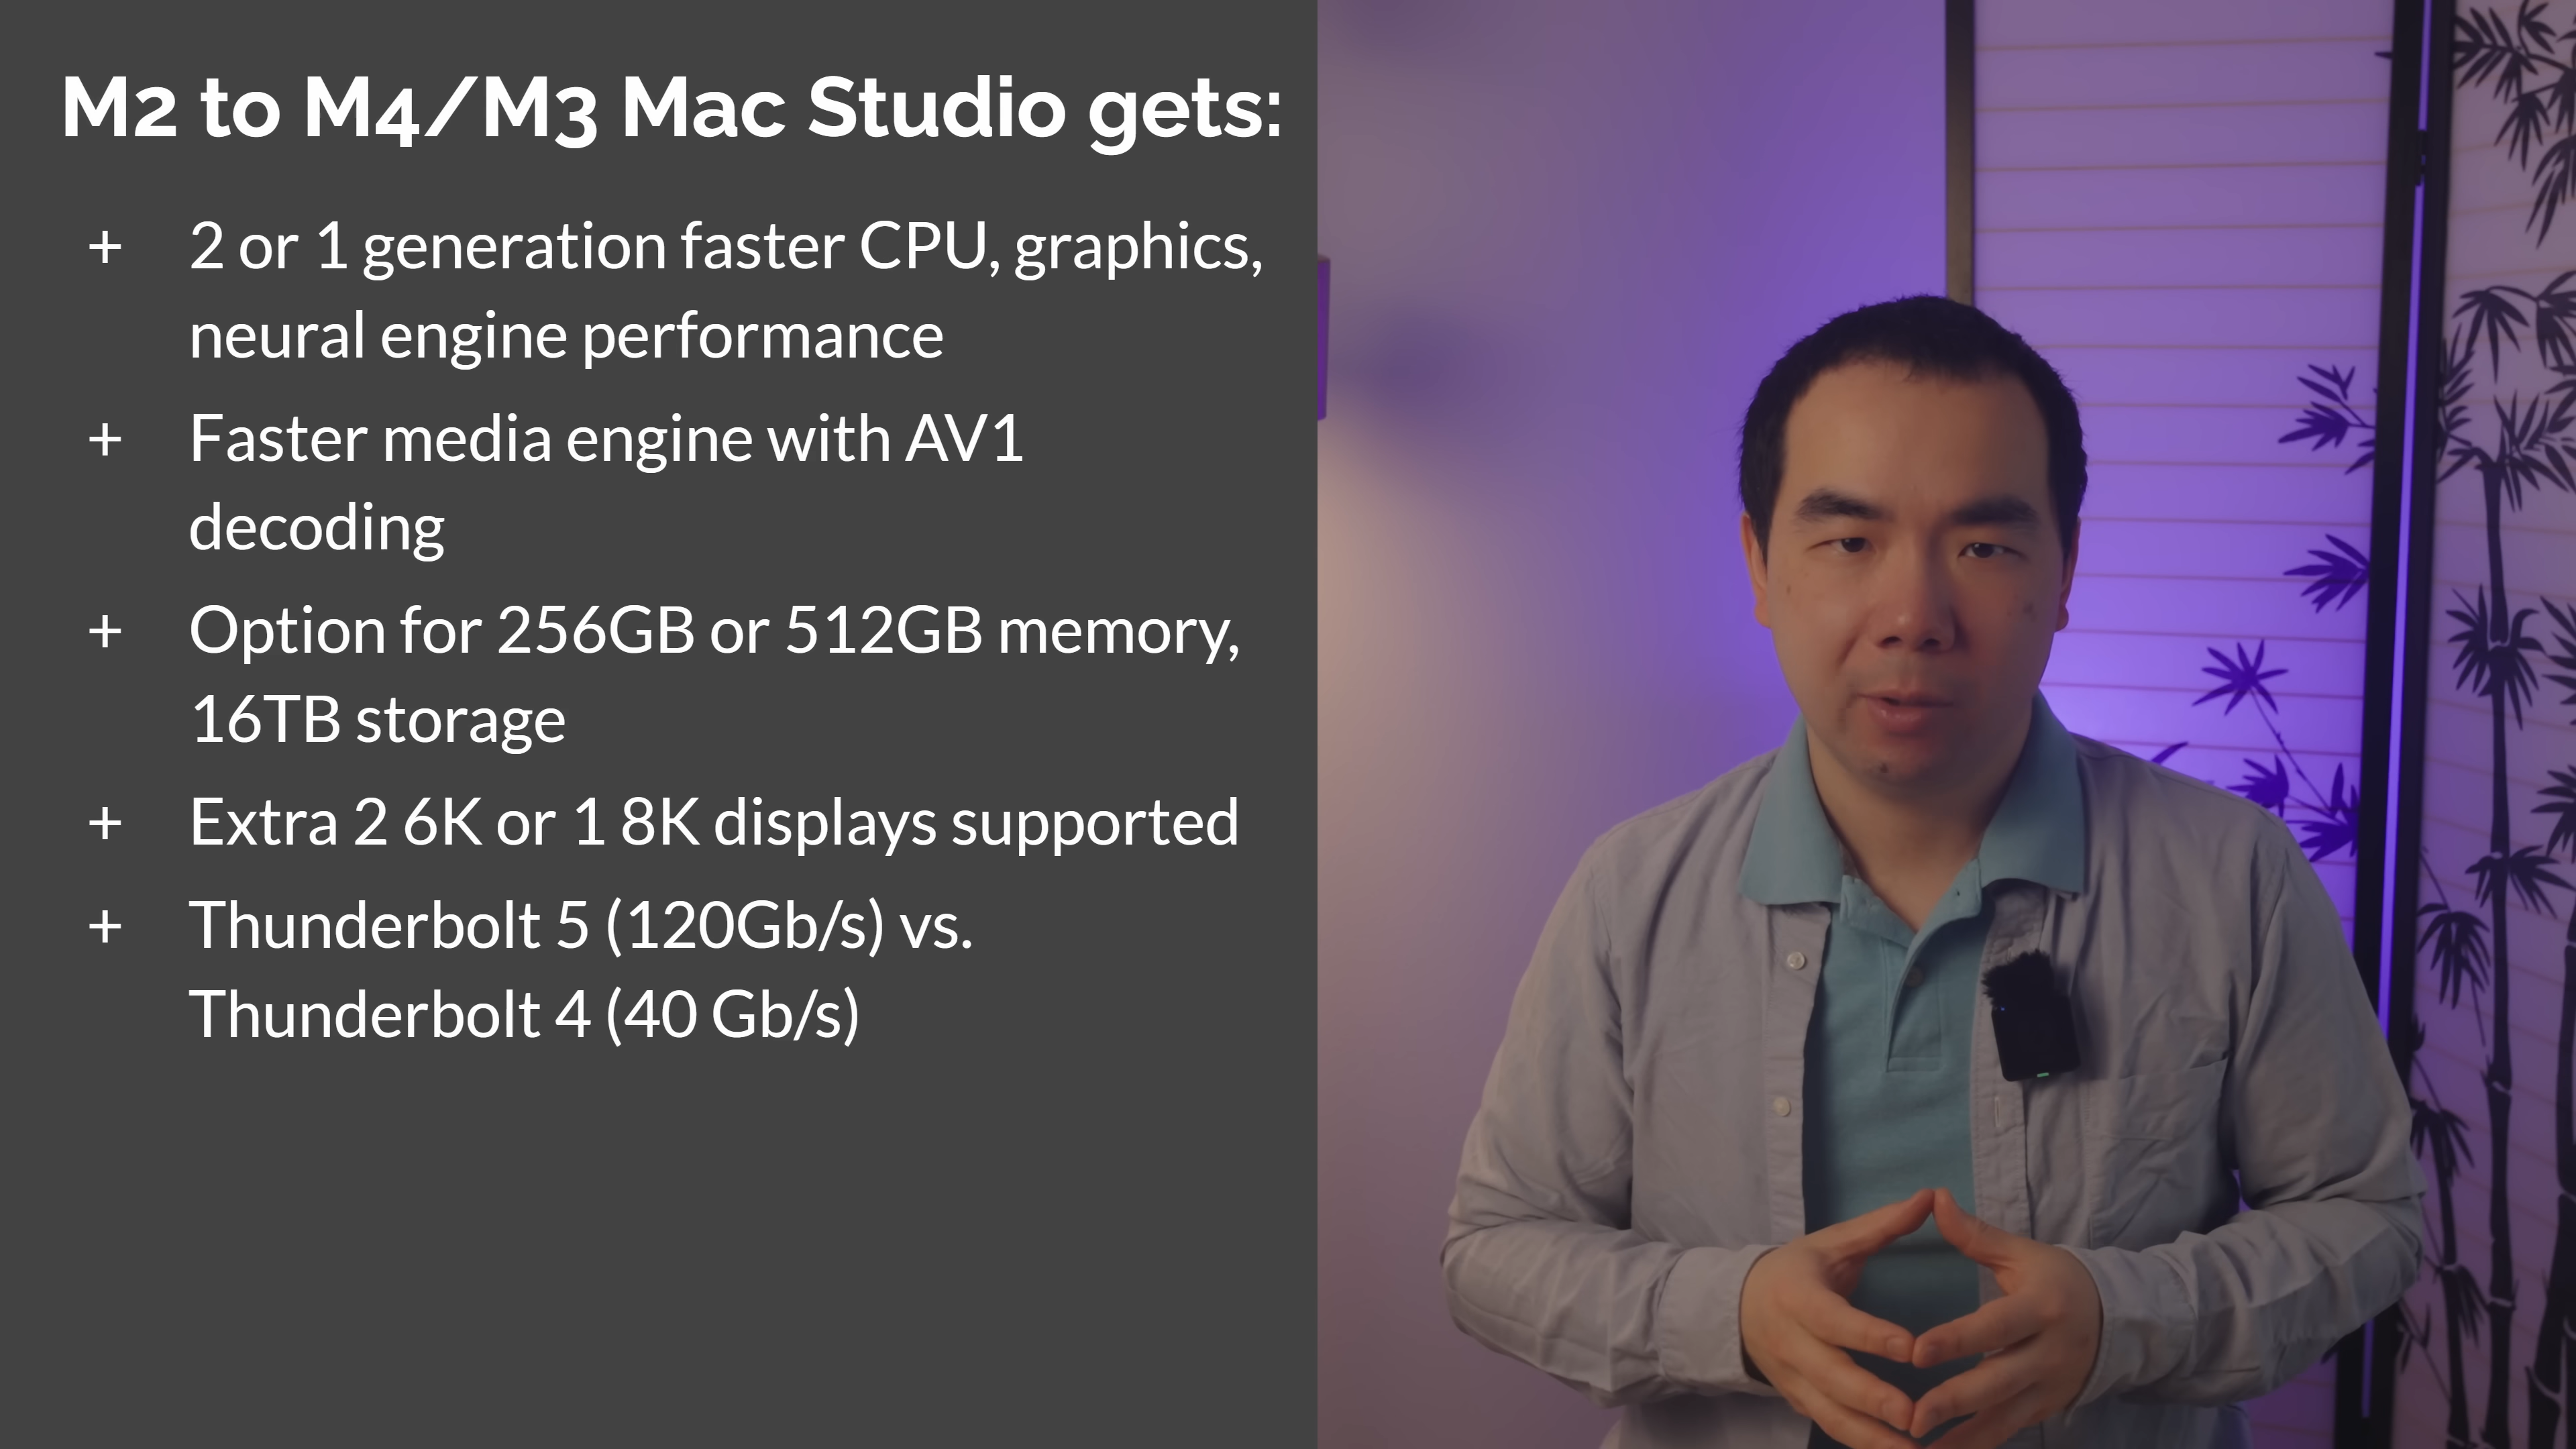 M2 to M4/M3 Mac Studio gets:
+ 2 or 1 generation faster CPU, graphics,
neural engine performance
+ Faster media engine with AV1
decoding
+ Option for 256GB or 512GB memory,
16TB storage
+ Extra 2 6K or 1 8K displays supported
+ Thunderbolt 5 (120Gb/s) vs.
Thunderbolt 4 (40 Gb/s)